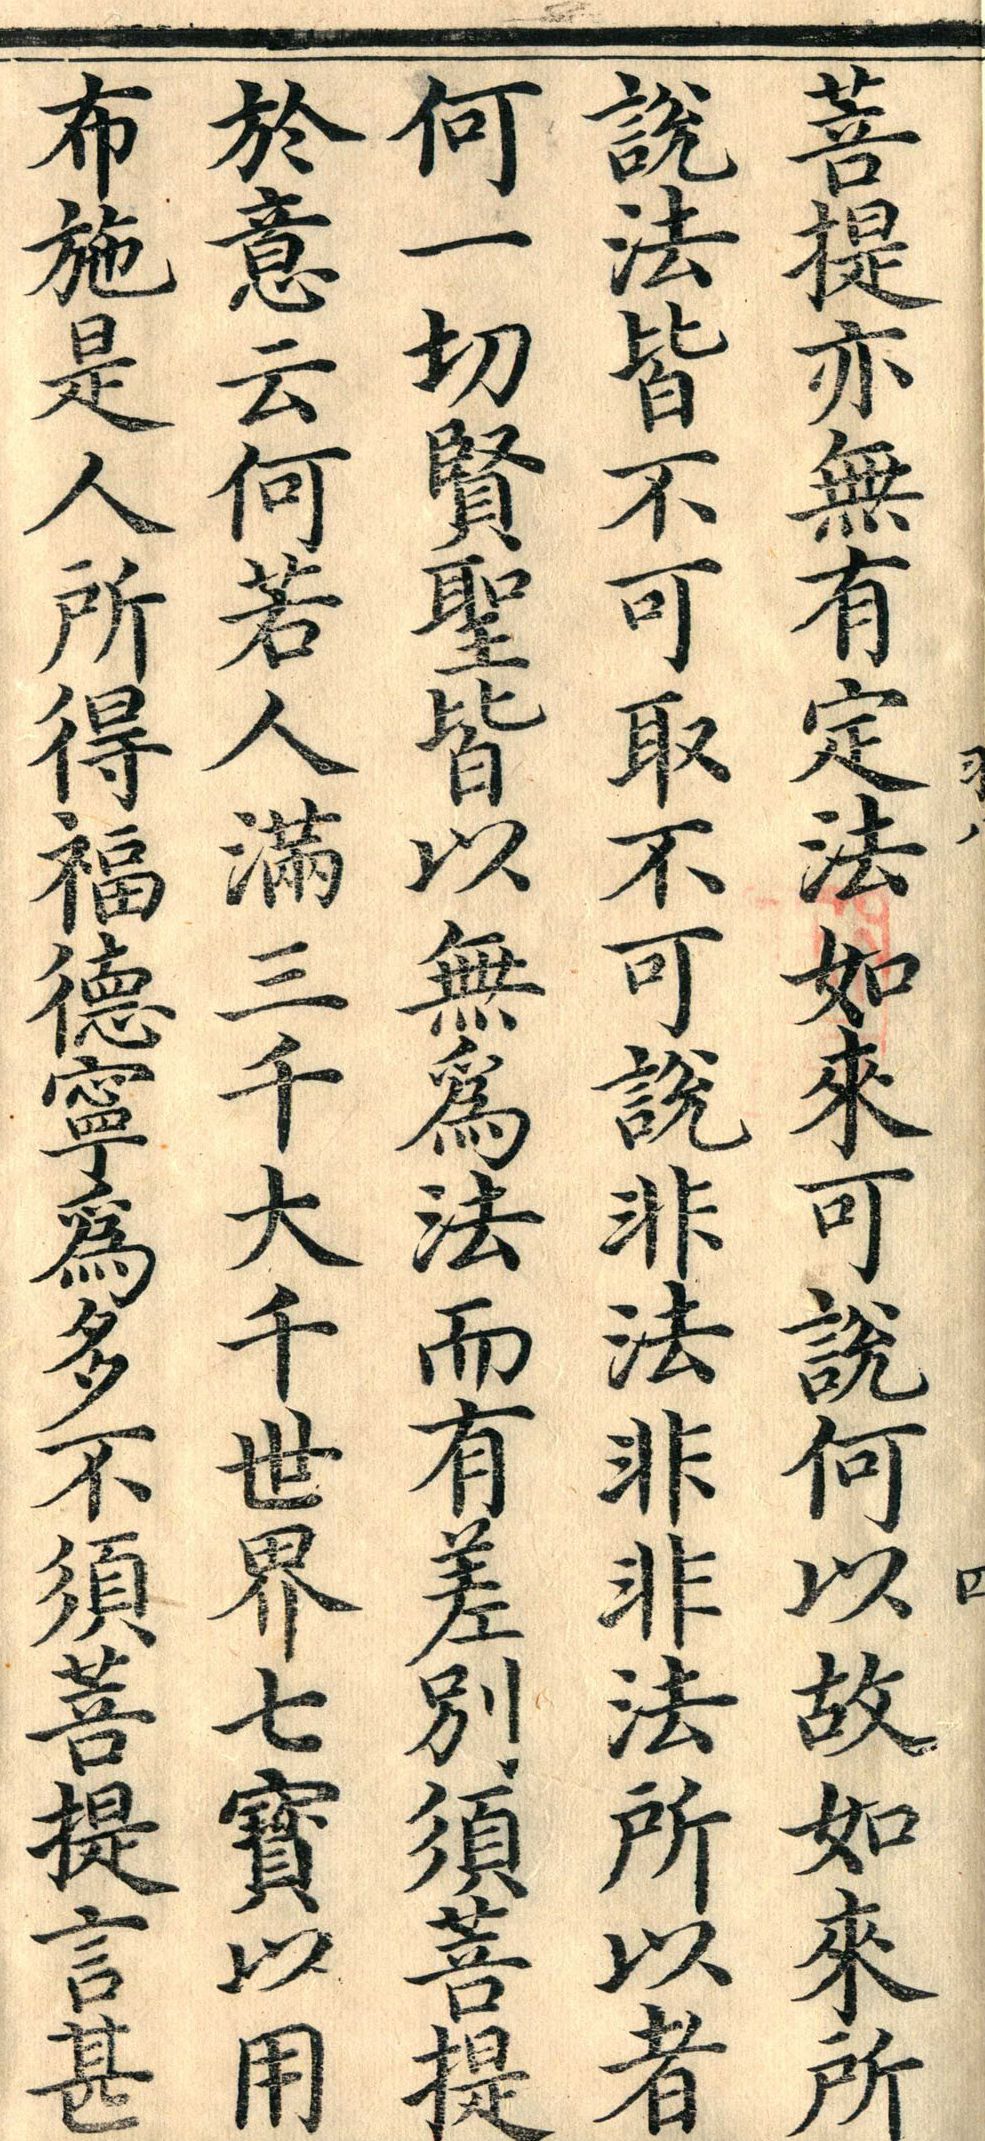 菩提亦無有定法如來可說何以故如來所
說法皆不可取不可說非法非非法所以者
何一切賢聖皆以無爲法而有差別須菩提
於意云何若人滿三千大千世界七寶以用
布施是人所得福德寧爲多不須菩提言甚